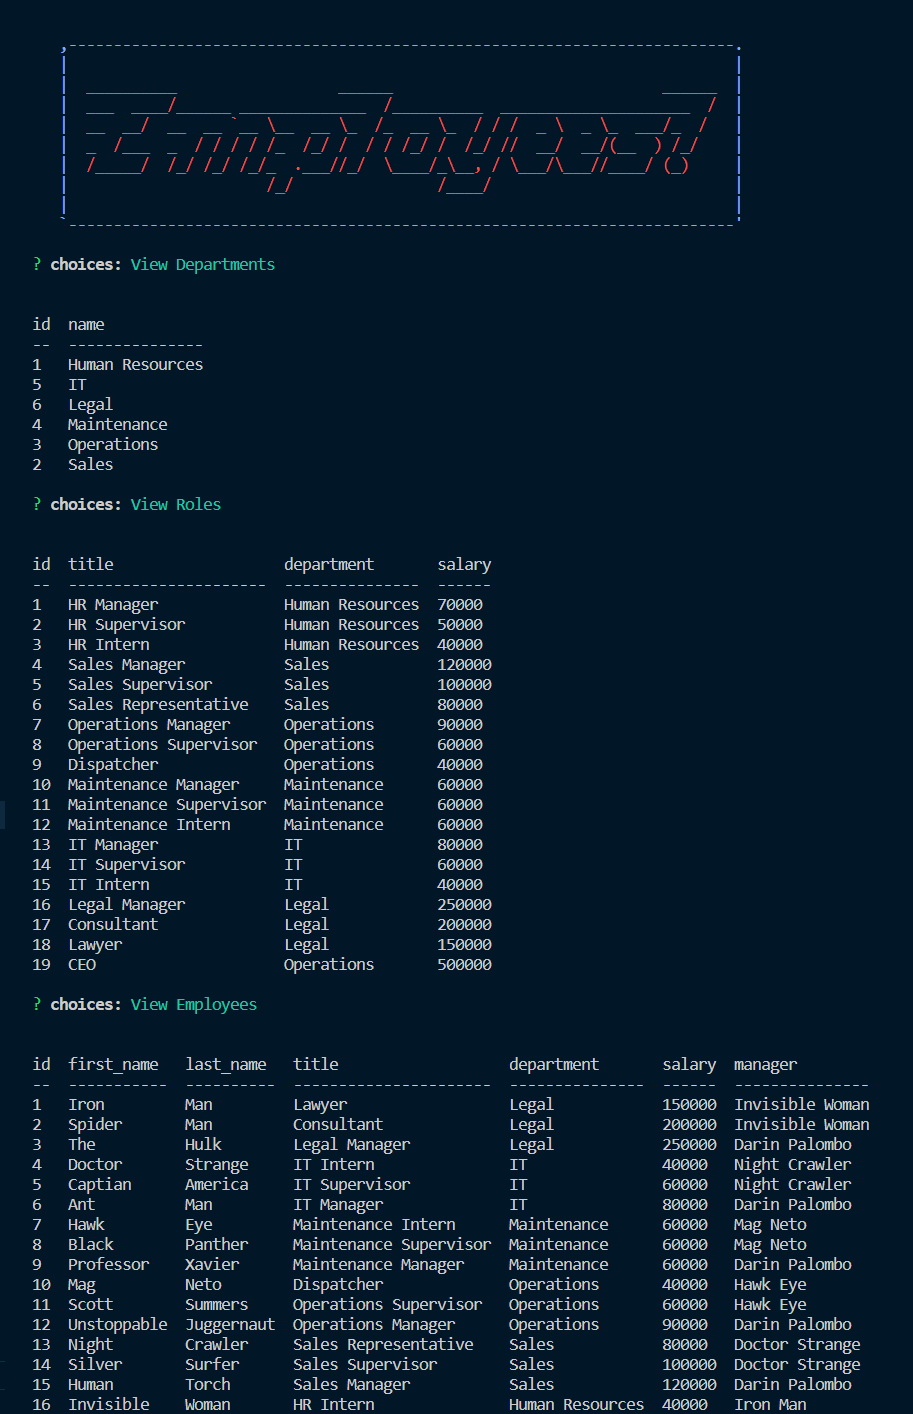 Employees!
? choices: View Departments
id  name
--  ---------------
1   Human Resources
5   IT
6   Legal
4   Maintenance
3   Operations
2   Sales
? choices: View Roles
id  title                   department       salary
--  ----------------------  ---------------  ------
1   HR Manager              Human Resources  70000
2   HR Supervisor           Human Resources  50000
3   HR Intern               Human Resources  40000
4   Sales Manager           Sales            120000
5   Sales Supervisor        Sales            100000
6   Sales Representative    Sales            80000
7   Operations Manager      Operations       90000
8   Operations Supervisor   Operations       60000
9   Dispatcher              Operations       40000
10  Maintenance Manager     Maintenance      60000
11  Maintenance Supervisor  Maintenance      60000
12  Maintenance Intern      Maintenance      60000
13  IT Manager              IT               80000
14  IT Supervisor           IT               60000
15  IT Intern               IT               40000
16  Legal Manager           Legal            250000
17  Consultant              Legal            200000
18  Lawyer                  Legal            150000
19  CEO                     Operations       500000
? choices: View Employees
id  first_name   last_name   title                   department       salary  manager
--  -----------  ----------  ----------------------  ---------------  ------  ---------------
1   Iron         Man         Lawyer                  Legal            150000  Invisible Woman
2   Spider       Man         Consultant              Legal            200000  Invisible Woman
3   The          Hulk        Legal Manager           Legal            250000  Darin Palombo
4   Doctor       Strange     IT Intern               IT               40000   Night Crawler
5   Captian      America     IT Supervisor           IT               60000   Night Crawler
6   Ant          Man         IT Manager              IT               80000   Darin Palombo
7   Hawk         Eye         Maintenance Intern      Maintenance      60000   Mag Neto
8   Black        Panther     Maintenance Supervisor  Maintenance      60000   Mag Neto
9   Professor    Xavier      Maintenance Manager     Maintenance      60000   Darin Palombo
10  Mag          Neto        Dispatcher              Operations       40000   Hawk Eye
11  Scott        Summers     Operations Supervisor   Operations       60000   Hawk Eye
12  Unstoppable  Juggernaut  Operations Manager      Operations       90000   Darin Palombo
13  Night        Crawler     Sales Representative    Sales            80000   Doctor Strange
14  Silver       Surfer      Sales Supervisor        Sales            100000  Doctor Strange
15  Human        Torch       Sales Manager           Sales            120000  Darin Palombo
16  Invisible    Woman       HR Intern               Human Resources  40000   Iron Man